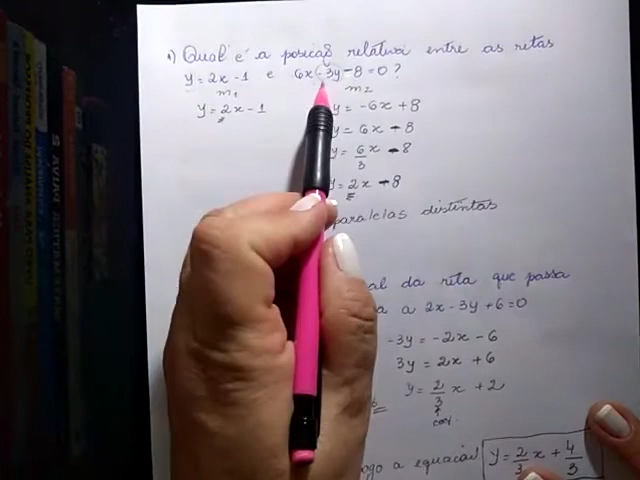 1) Qual é a posição relativa entre as retas
y = 2x - 1 e 6x - 3y - 8 = 0 ?
m₁ m₂
y = 2x - 1 y = -6x + 8
y = 6x - 8
y = 6/3 x - 8
y = 2x - 8
paralelas distintas
al da reta que passa
a a 2x - 3y + 6 = 0
-3y = -2x - 6
3y = 2x + 6
y = 2/3 x + 2
a equação y = 2/3 x + 4/3